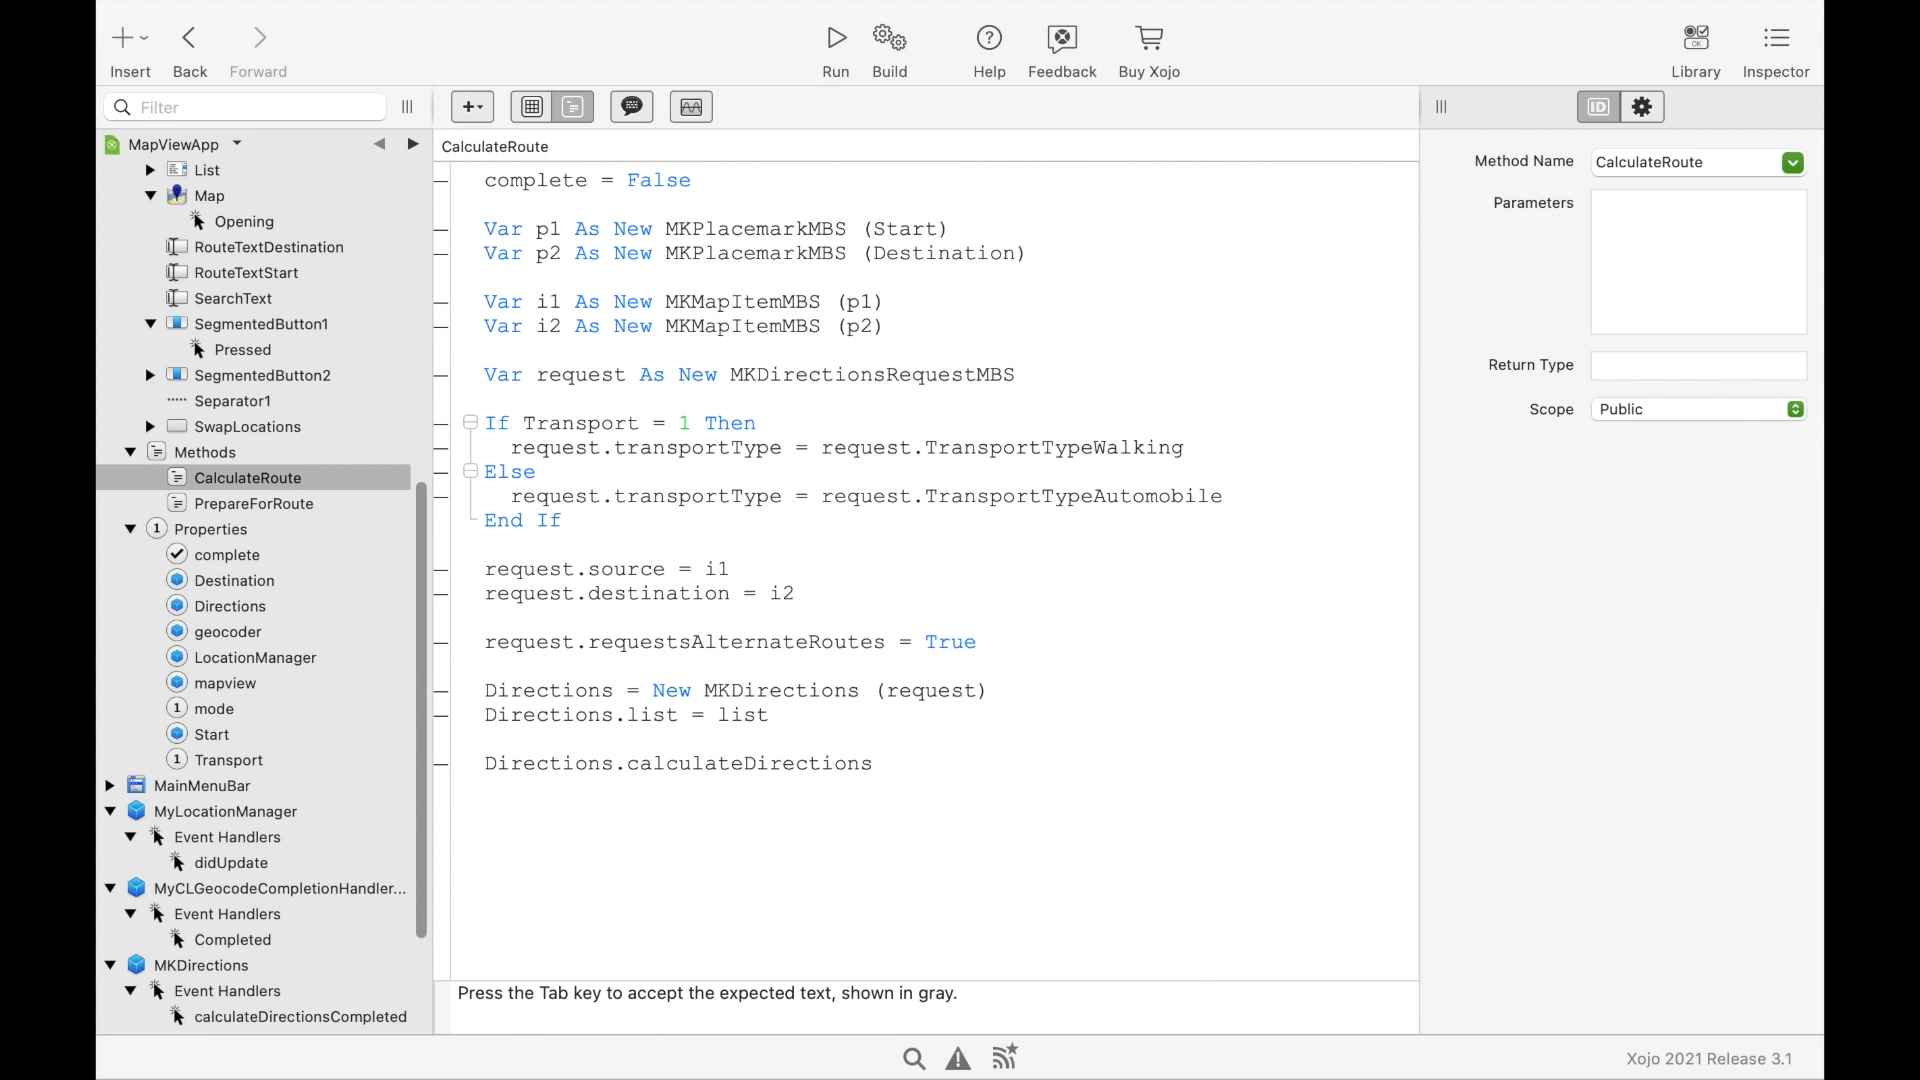 Insert
Back
Forward
Run
Build
Help
Feedback
Buy Xojo
OK
Library
Inspector
Filter
ID
MapViewApp
List
Map
Opening
RouteTextDestination
RouteTextStart
SearchText
SegmentedButton1
Pressed
SegmentedButton2
Separator1
SwapLocations
Methods
CalculateRoute
PrepareForRoute
1 Properties
complete
Destination
Directions
geocoder
LocationManager
mapview
1 mode
Start
1 Transport
MainMenuBar
MyLocationManager
Event Handlers
didUpdate
MyCLGeocodeCompletionHandler...
Event Handlers
Completed
MKDirections
Event Handlers
calculateDirectionsCompleted
CalculateRoute
complete = False
Var p1 As New MKPlacemarkMBS (Start)
Var p2 As New MKPlacemarkMBS (Destination)
Var i1 As New MKMapItemMBS (p1)
Var i2 As New MKMapItemMBS (p2)
Var request As New MKDirectionsRequestMBS
If Transport = 1 Then
request.transportType = request.TransportTypeWalking
Else
request.transportType = request.TransportTypeAutomobile
End If
request.source = i1
request.destination = i2
request.requestsAlternateRoutes = True
Directions = New MKDirections (request)
Directions.list = list
Directions.calculateDirections
Press the Tab key to accept the expected text, shown in gray.
Method Name CalculateRoute
Parameters
Return Type
Scope Public
Xojo 2021 Release 3.1